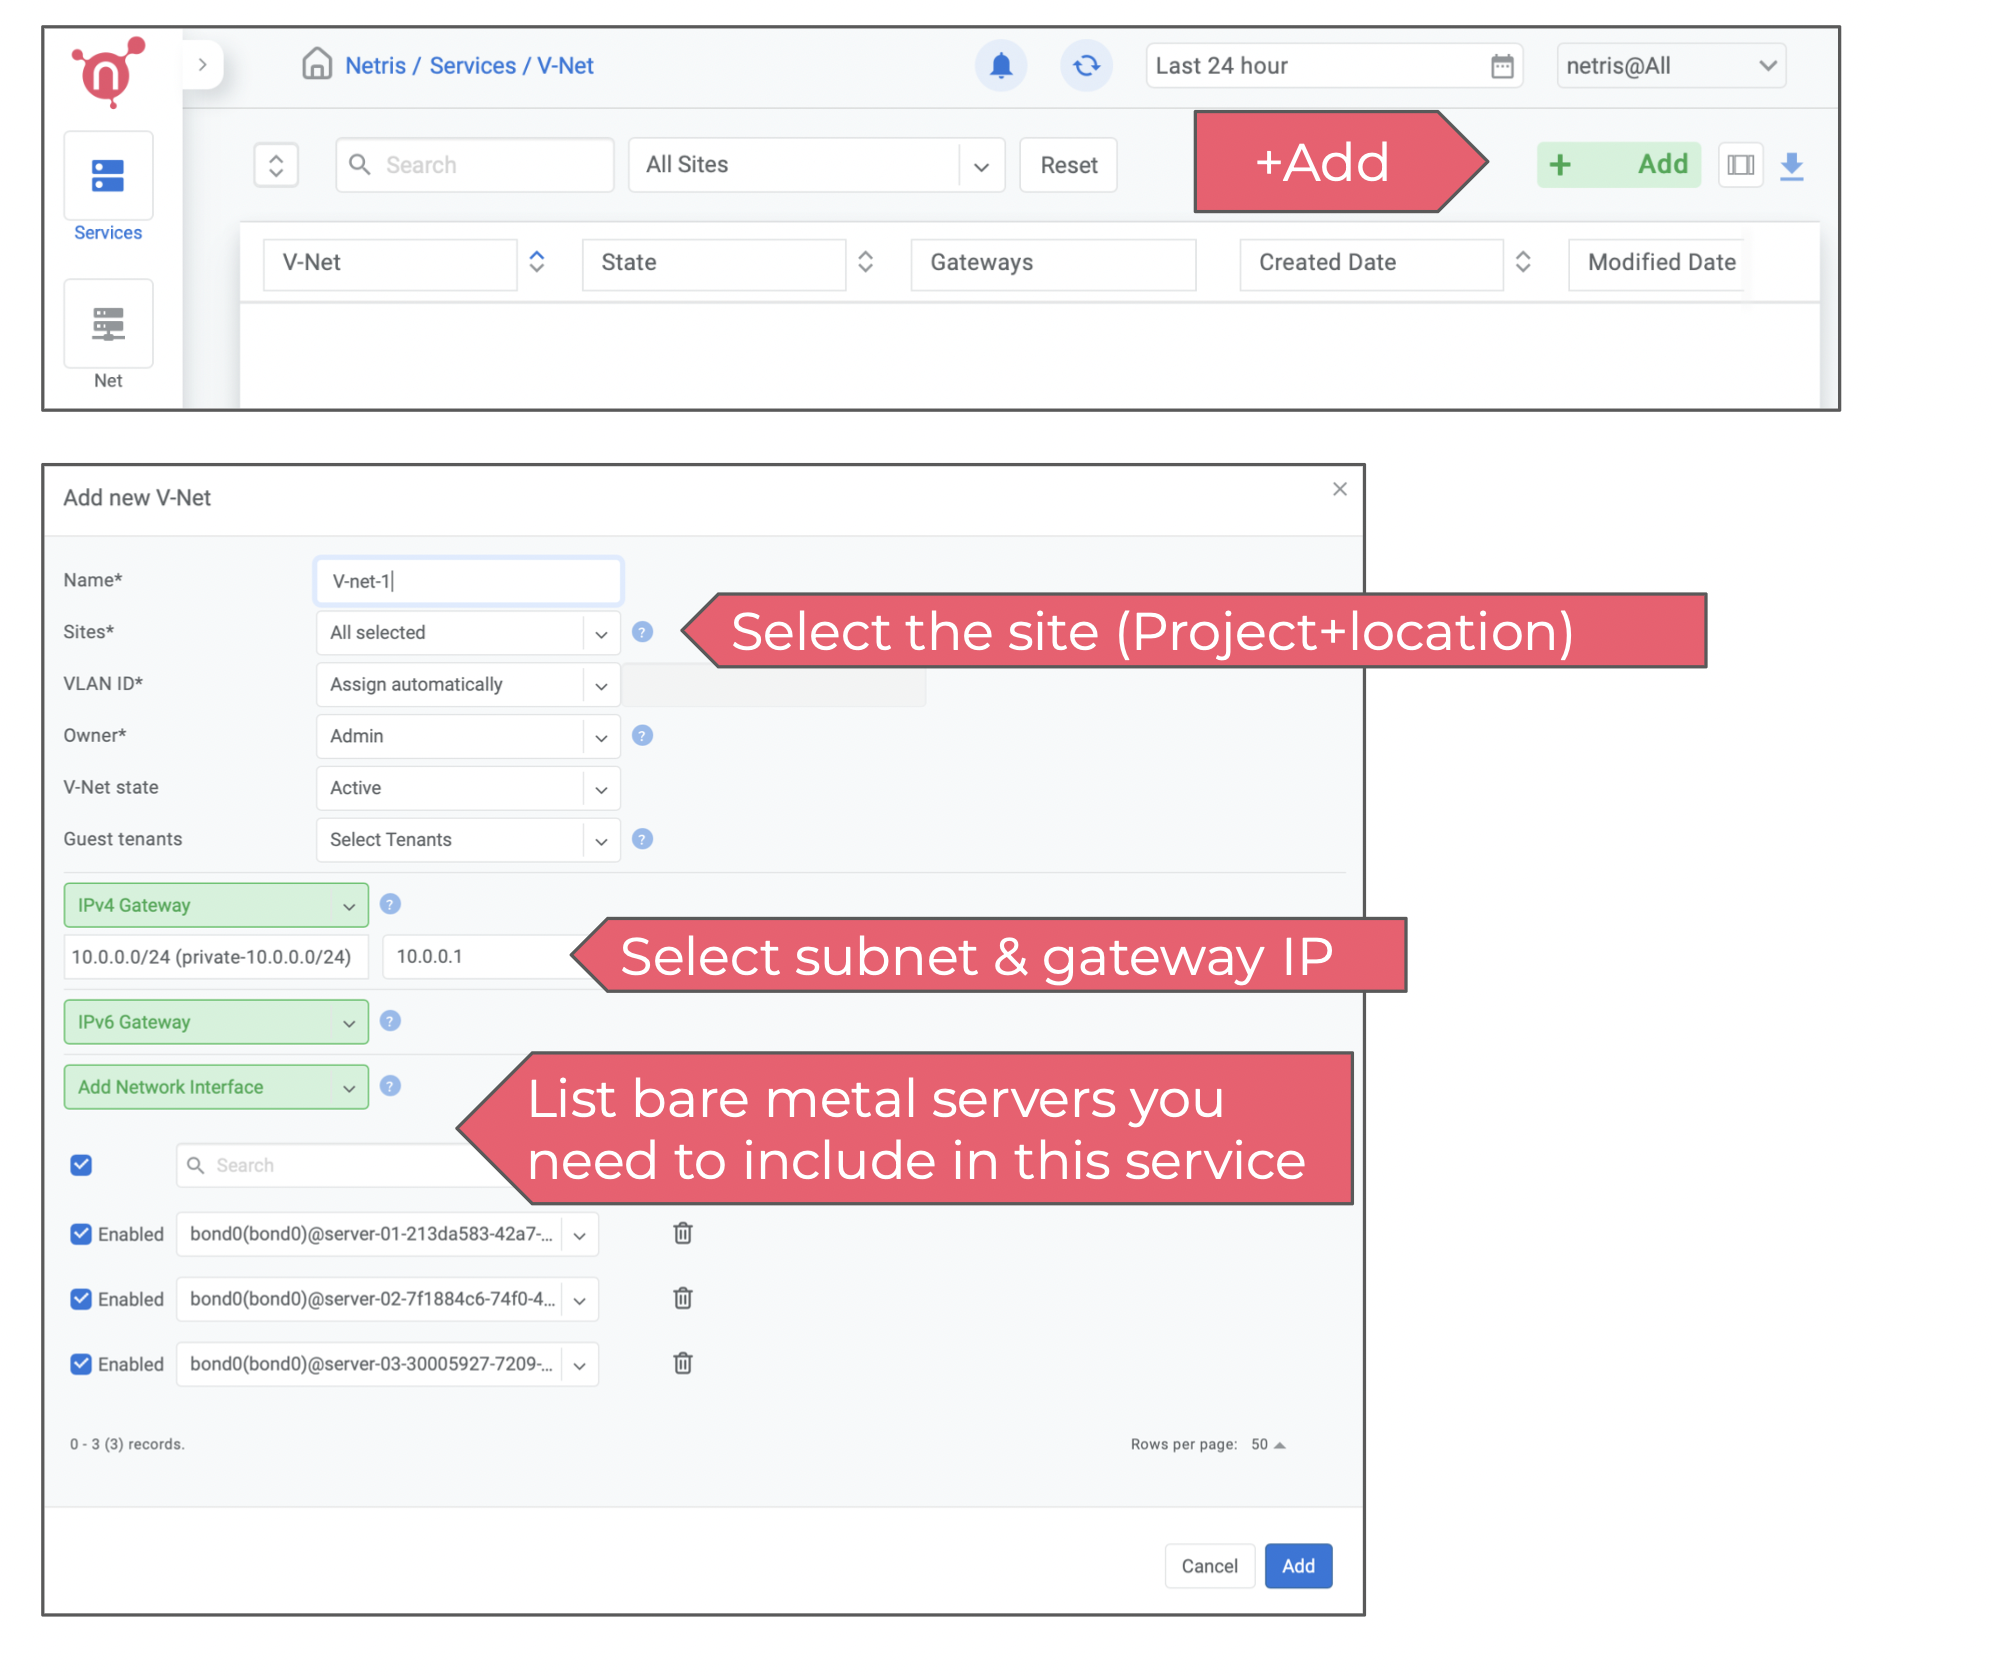 Netris / Services / V-Net
Last 24 hour
netris@All
Search
All Sites
Reset
+Add
+ Add
Services
V-Net
State
Gateways
Created Date
Modified Date
Net
Add new V-Net
Name*
V-net-1
Sites*
All selected
?
Select the site (Project+location)
VLAN ID*
Assign automatically
Owner*
Admin
?
V-Net state
Active
Guest tenants
Select Tenants
?
IPv4 Gateway
?
10.0.0.0/24 (private-10.0.0.0/24)
10.0.0.1
Select subnet & gateway IP
IPv6 Gateway
?
Add Network Interface
?
List bare metal servers you
need to include in this service
Search
Enabled
bond0(bond0)@server-01-213da583-42a7-...
Enabled
bond0(bond0)@server-02-7f1884c6-74f0-4...
Enabled
bond0(bond0)@server-03-30005927-7209-...
0 - 3 (3) records.
Rows per page: 50
Cancel
Add